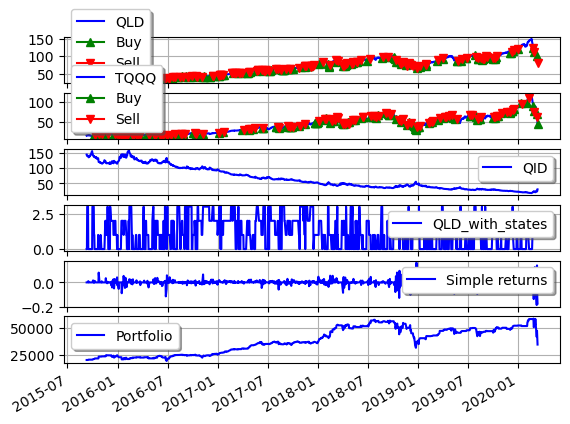 QLD
Buy
Sell
150
100
50
TQQQ
Buy
Sell
100
50
150
100
50
QID
2.5
0.0
QLD_with_states
0.0
−0.2
Simple returns
50000
25000
Portfolio
2015-07
2016-01
2016-07
2017-01
2017-07
2018-01
2018-07
2019-01
2019-07
2020-01